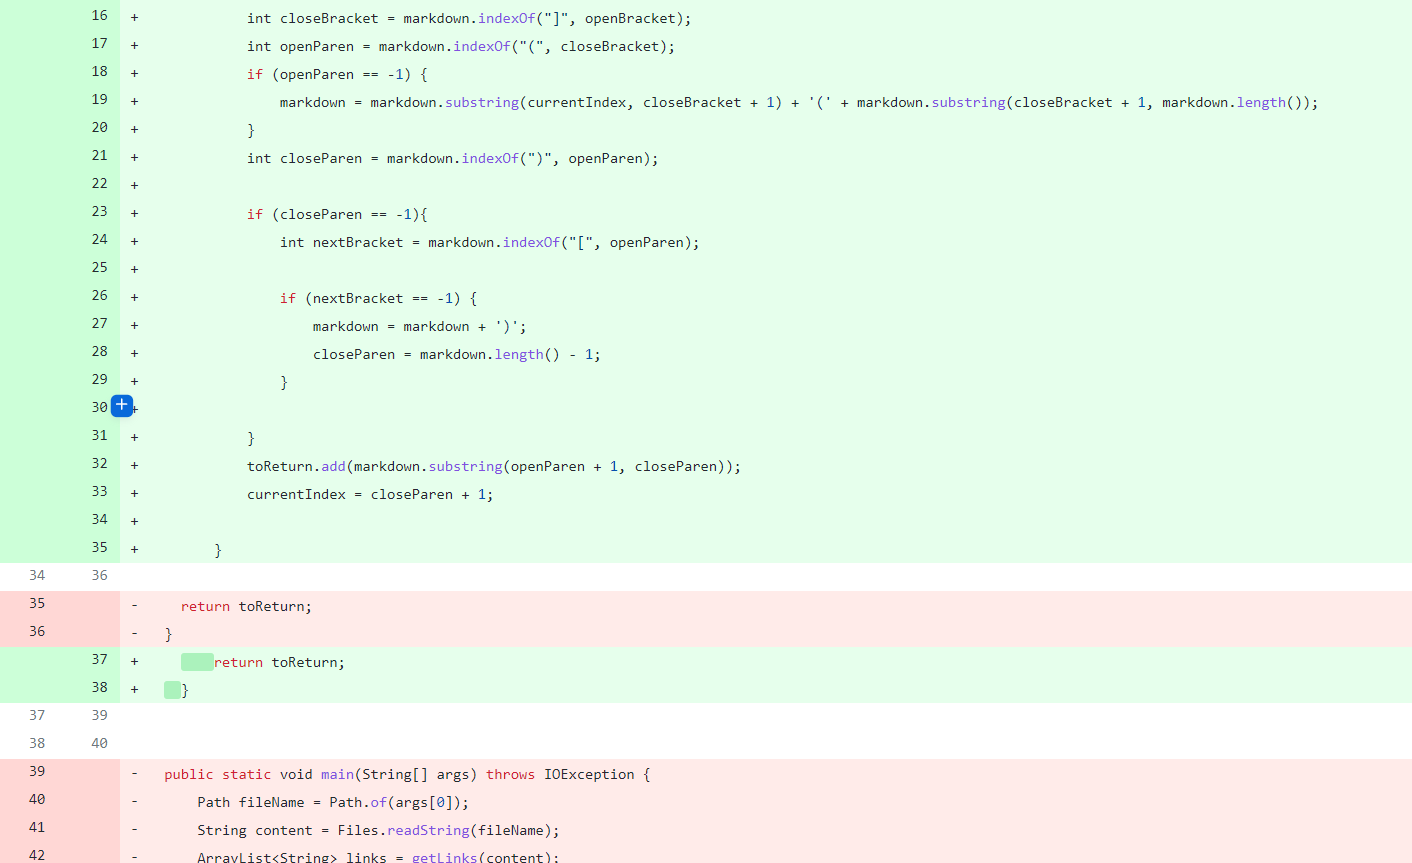 16 + int closeBracket = markdown.indexOf("]", openBracket);
17 + int openParen = markdown.indexOf("(", closeBracket);
18 + if (openParen == -1) {
19 + markdown = markdown.substring(currentIndex, closeBracket + 1) + '(' + markdown.substring(closeBracket + 1, markdown.length());
20 + }
21 + int closeParen = markdown.indexOf(")", openParen);
22 +
23 + if (closeParen == -1){
24 + int nextBracket = markdown.indexOf("[", openParen);
25 +
26 + if (nextBracket == -1) {
27 + markdown = markdown + ')';
28 + closeParen = markdown.length() - 1;
29 + }
30 +
31 + }
32 + toReturn.add(markdown.substring(openParen + 1, closeParen));
33 + currentIndex = closeParen + 1;
34 +
35 + }
34 36
35 - return toReturn;
36 - }
37 + return toReturn;
38 + }
37 39
38 40
39 - public static void main(String[] args) throws IOException {
40 - Path fileName = Path.of(args[0]);
41 - String content = Files.readString(fileName);
42 - ArrayList<String> links = getLinks(content);